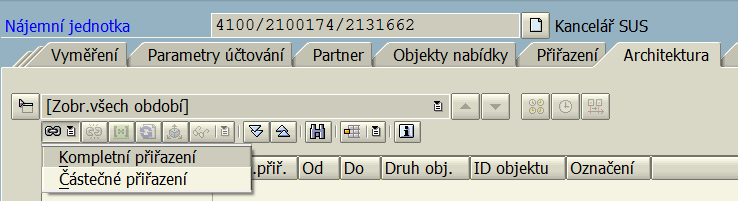 Nájemní jednotka 4100/2100174/2131662 Kancelář SUS
Vyměření Parametry účtování Partner Objekty nabídky Přiřazení Architektura
[Zobr.všech období]
Kompletní přiřazení
.přiř. Od Do Druh obj. ID objektu Označení
Částečné přiřazení